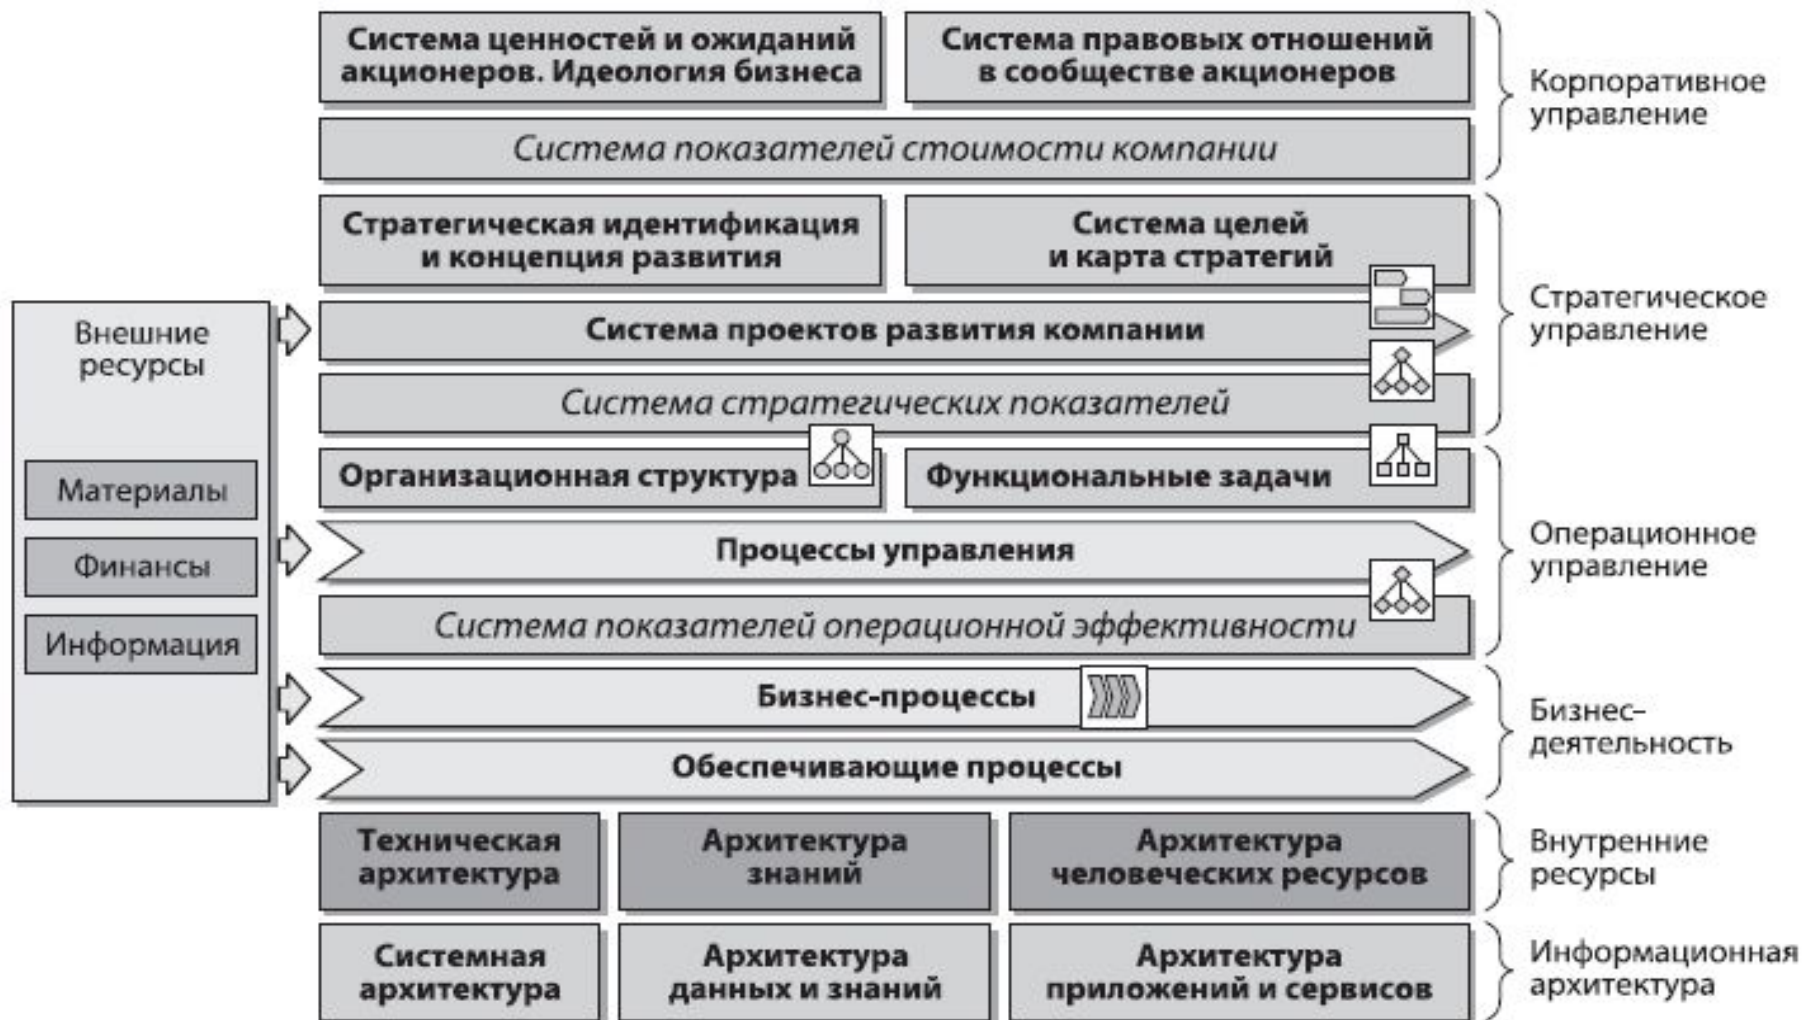 Система ценностей и ожиданий
акционеров. Идеология бизнеса
Система правовых отношений
в сообществе акционеров
Корпоративное
управление
Система показателей стоимости компании
Стратегическая идентификация
и концепция развития
Система целей
и карта стратегий
Стратегическое
управление
Внешние
ресурсы
Система проектов развития компании
Система стратегических показателей
Материалы
Финансы
Информация
Организационная структура
Функциональные задачи
Операционное
управление
Процессы управления
Система показателей операционной эффективности
Бизнес-процессы
Бизнес–
деятельность
Обеспечивающие процессы
Техническая
архитектура
Архитектура
знаний
Архитектура
человеческих ресурсов
Внутренние
ресурсы
Системная
архитектура
Архитектура
данных и знаний
Архитектура
приложений и сервисов
Информационная
архитектура